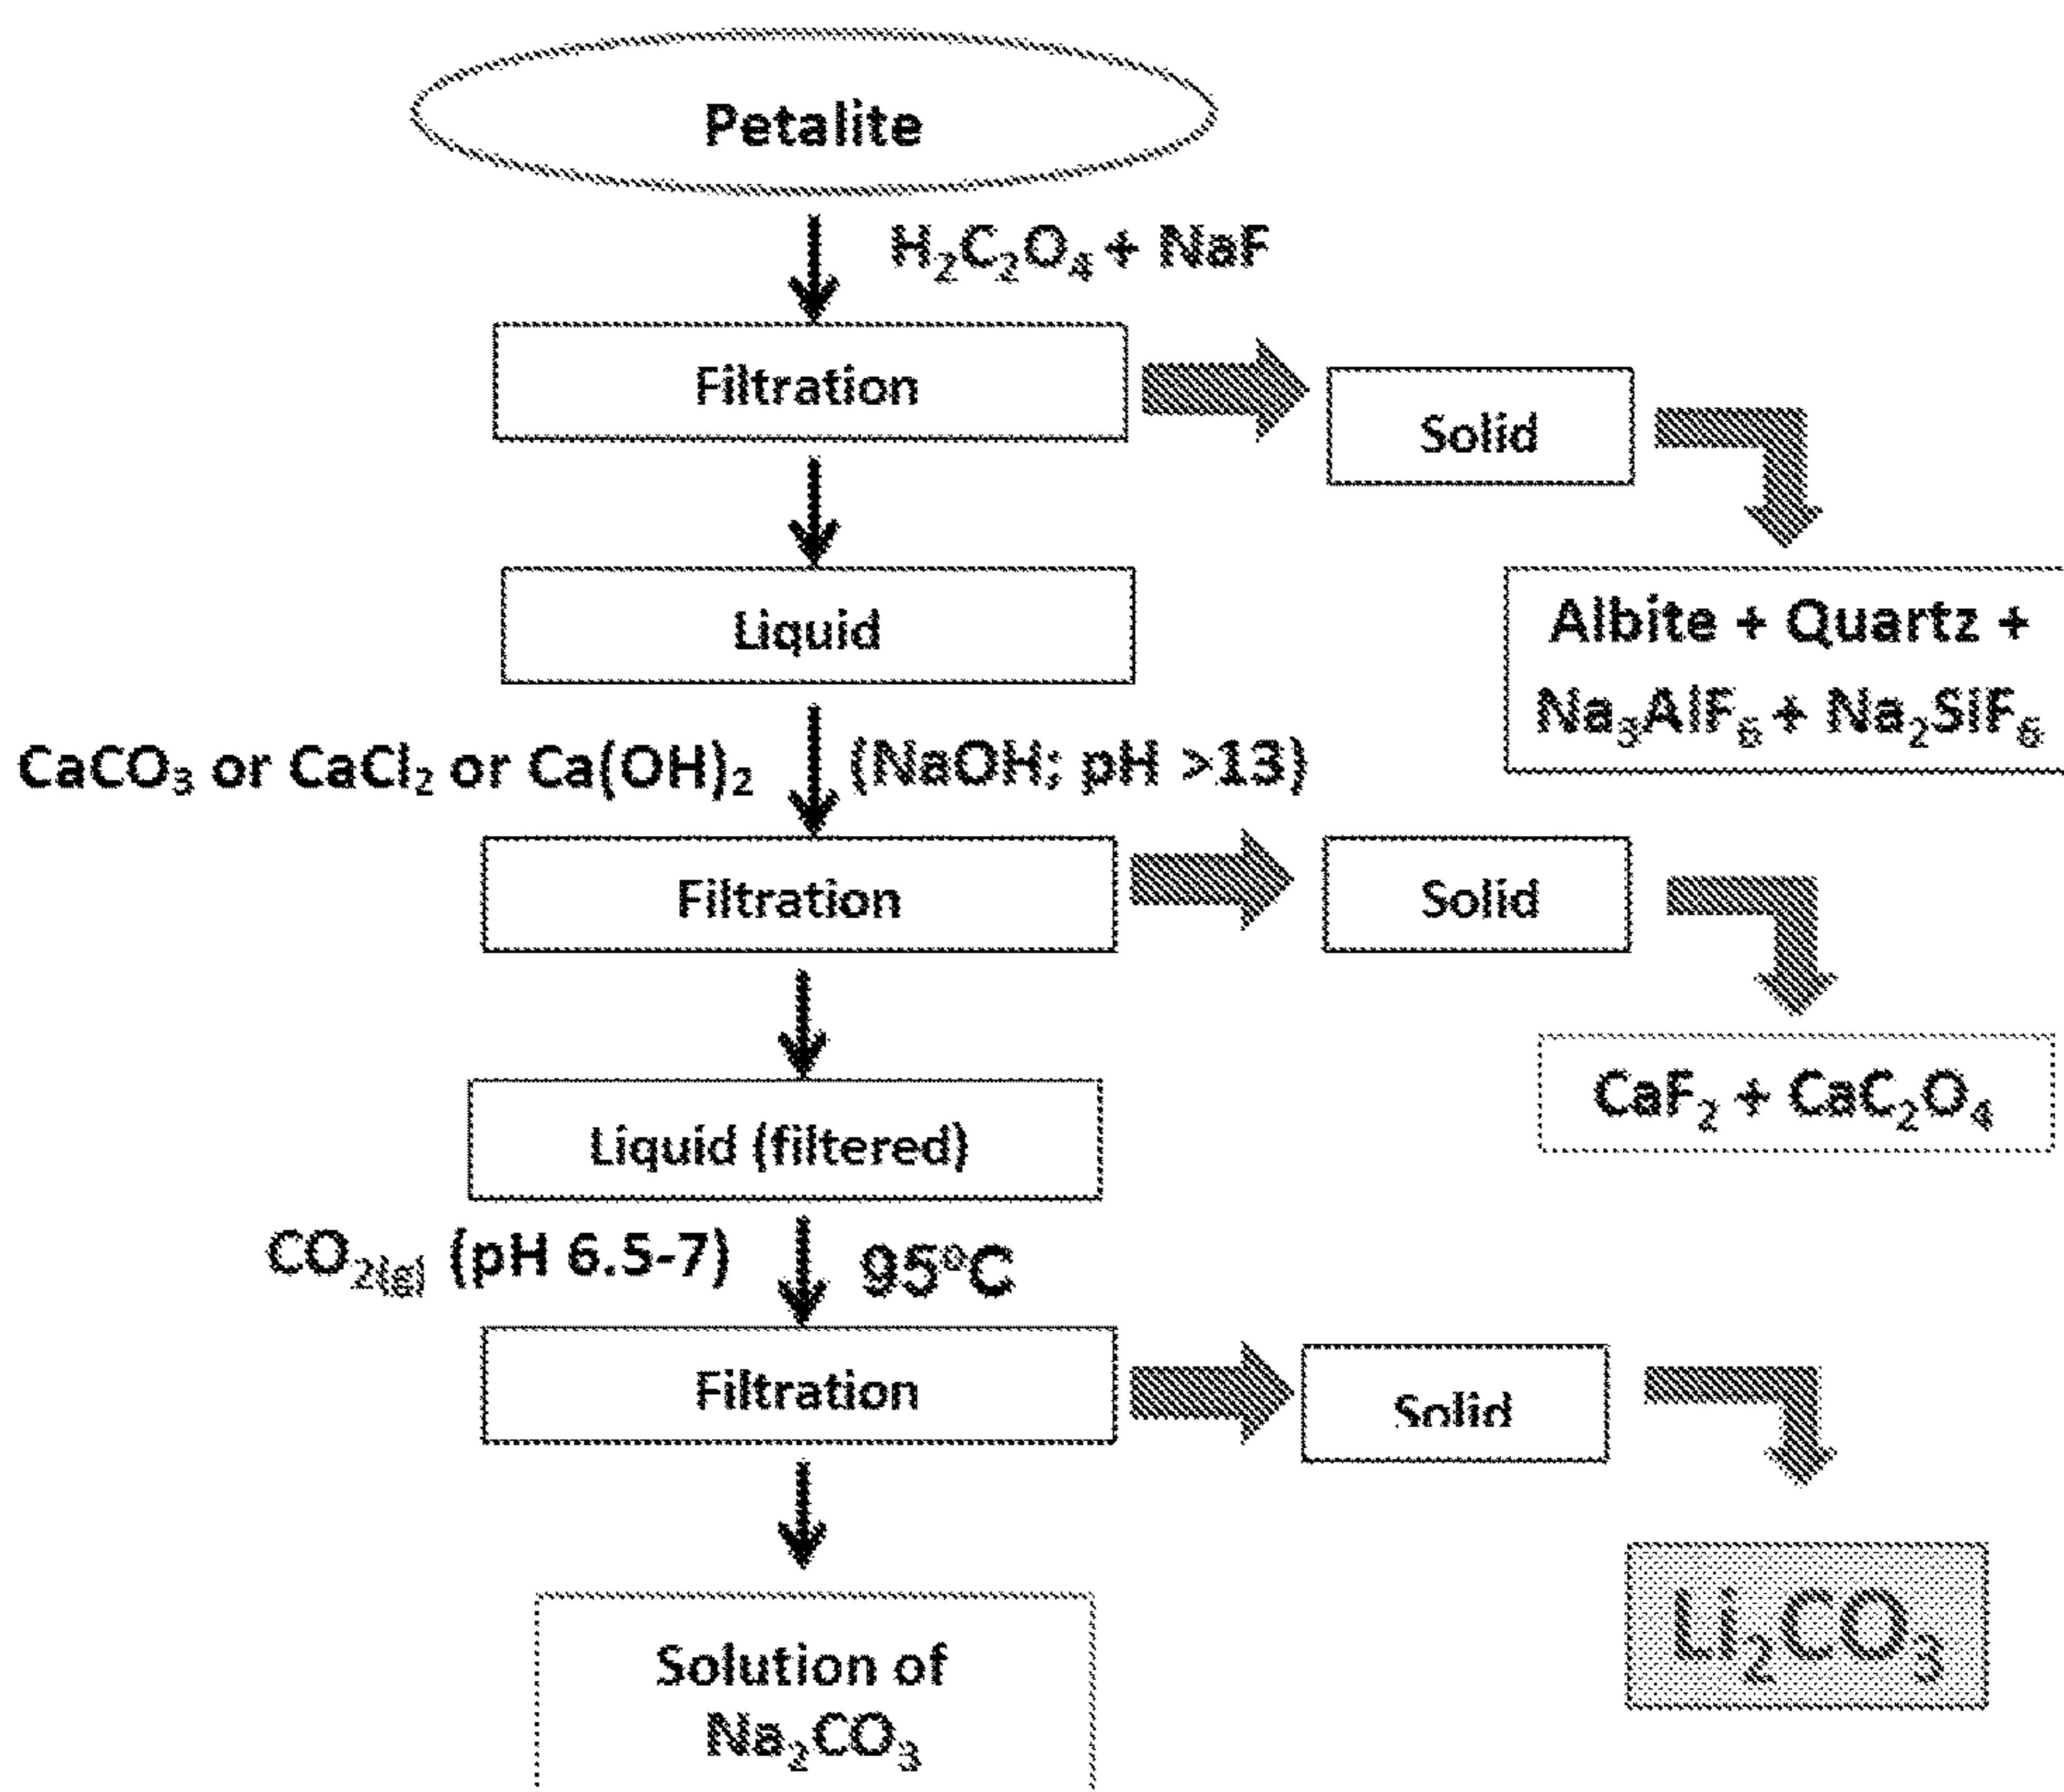 Petalite
H₂C₂O₄ + NaF
Filtration
Solid
Liquid
Albite + Quartz +
Na₃AlF₆ + Na₂SiF₆
CaCO₃ or CaCl₂ or Ca(OH)₂
(NaOH; pH >13)
Filtration
Solid
Liquid (filtered)
CaF₂ + CaC₂O₄
CO₂(g) (pH 6.5-7)
95ºC
Filtration
Solid
Solution of
Na₂CO₃
Li₂CO₃